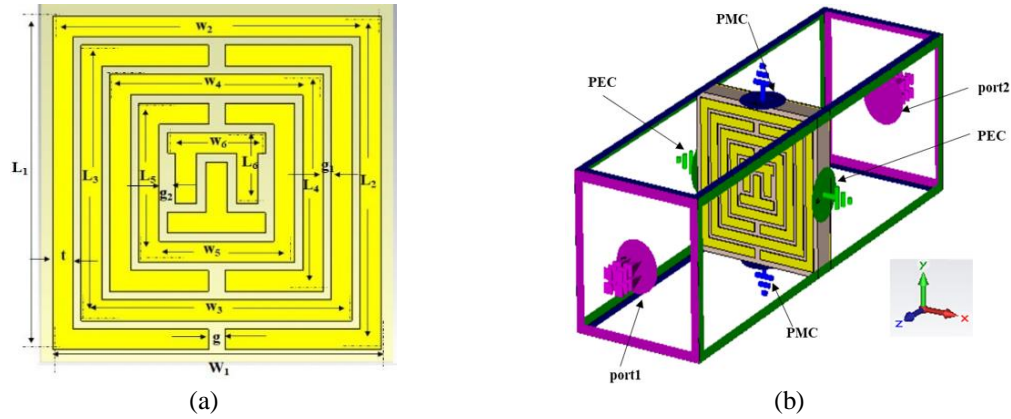 w₂
w₄
w₆
L₁
L₃
L₅
L₆
g₁
g₂
L₄
L₂
t
w₅
w₃
g
W₁
(a)
PMC
PEC
port2
PEC
PMC
port1
y
z
x
(b)